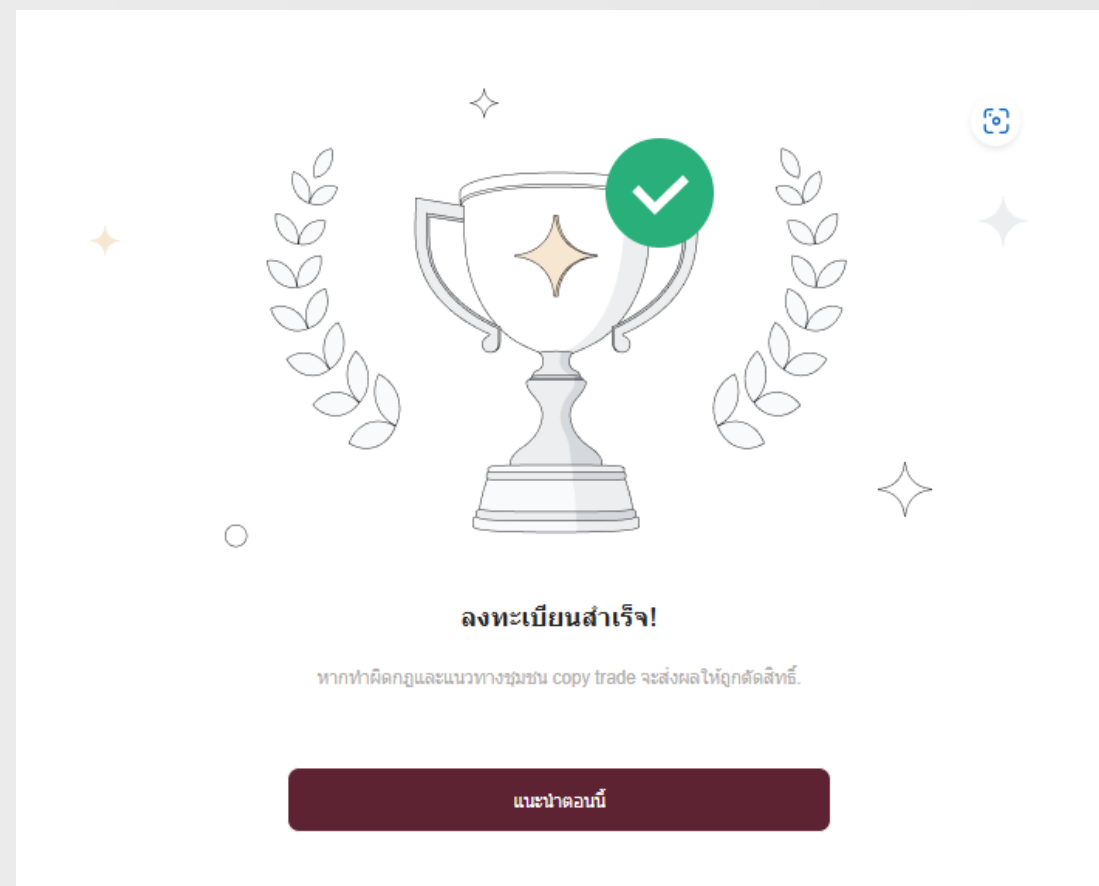 ลงทะเบียนสำเร็จ!
หากทำผิดกฎและแนวทางชุมชน copy trade จะส่งผลให้ถูกตัดสิทธิ์.
แนะนำตอนนี้